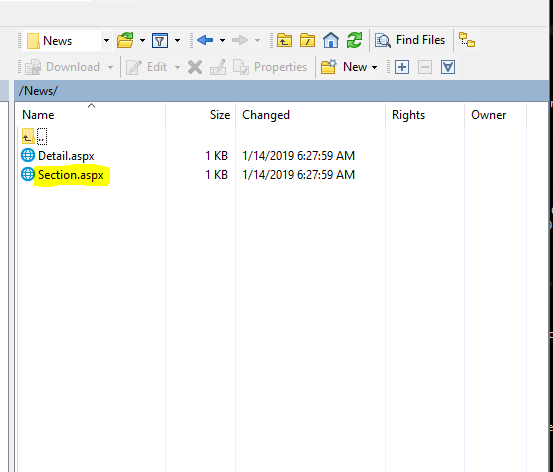 News Find Files
Download Edit Properties New
/News/
Name Size Changed Rights Owner
..
Detail.aspx 1 KB 1/14/2019 6:27:59 AM
Section.aspx 1 KB 1/14/2019 6:27:59 AM